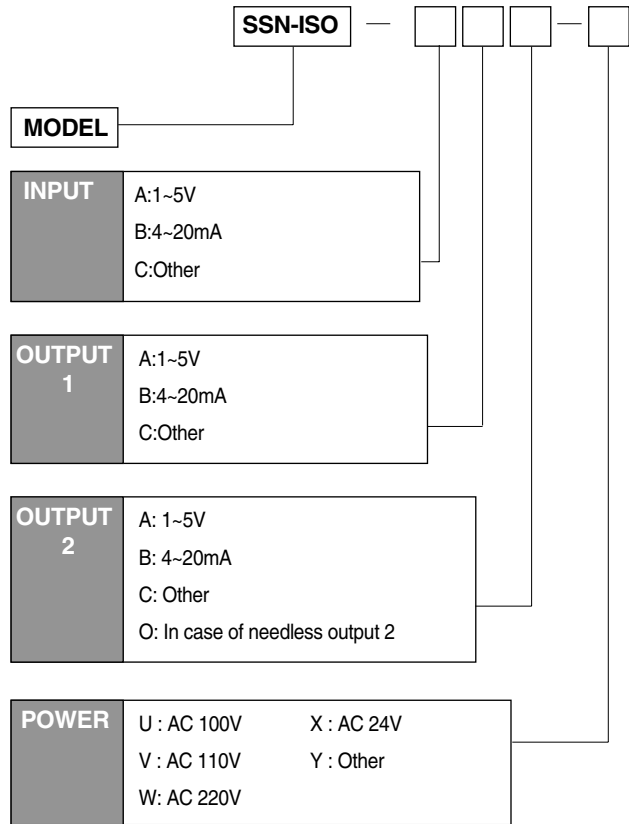 SSN-ISO — —
MODEL
INPUT
A:1~5V
B:4~20mA
C:Other
OUTPUT
1
A:1~5V
B:4~20mA
C:Other
OUTPUT
2
A: 1~5V
B: 4~20mA
C: Other
O: In case of needless output 2
POWER
U : AC 100V X : AC 24V
V : AC 110V Y : Other
W: AC 220V